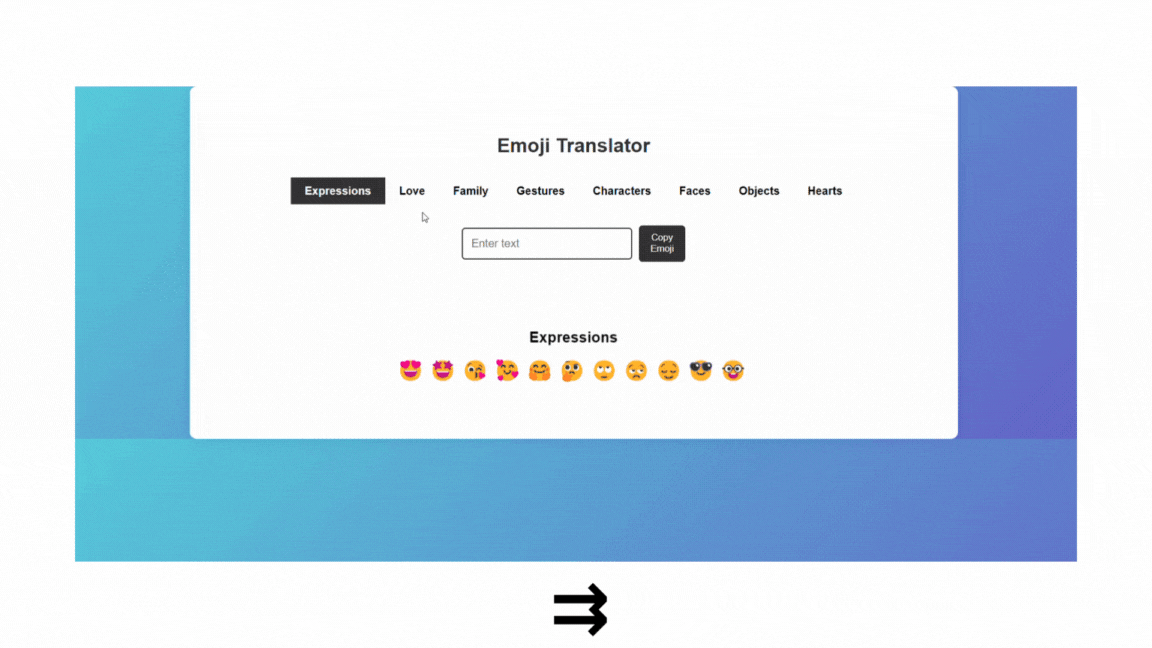 Emoji Translator
Expressions Love Family Gestures Characters Faces Objects Hearts
Enter text
Copy
Emoji
Expressions